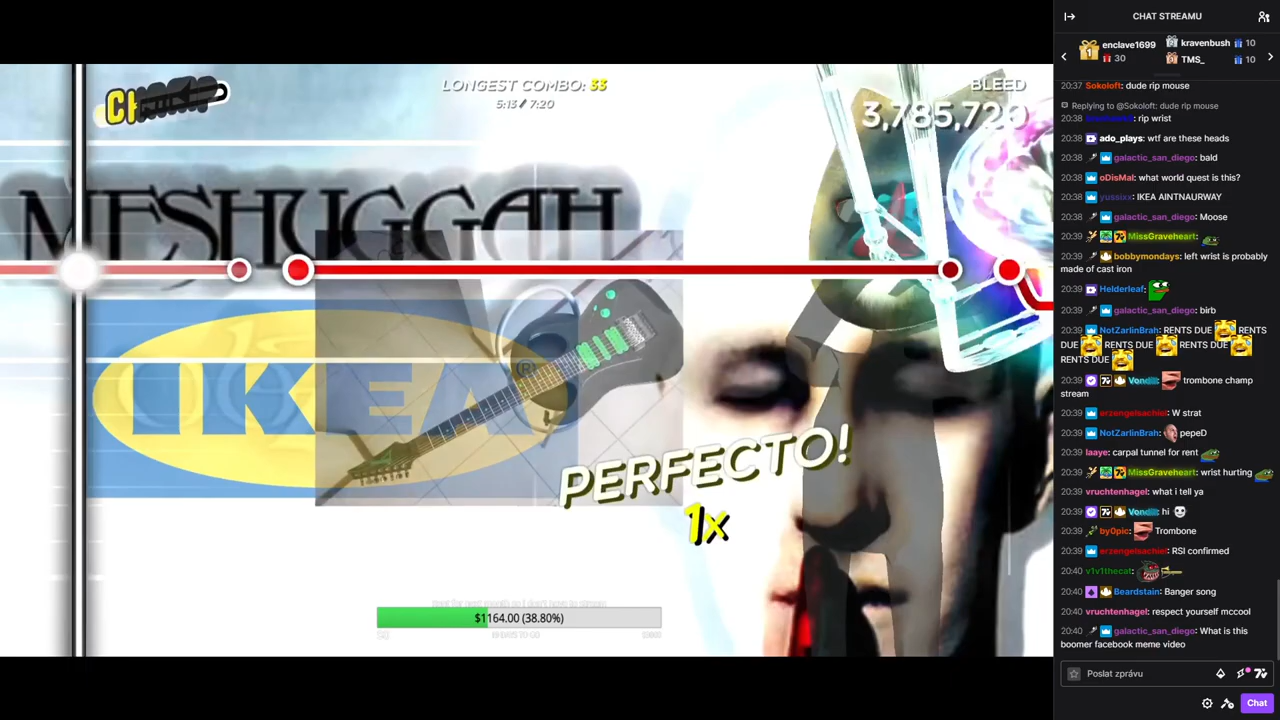 LONGEST COMBO: 33
5:13 / 7:20
BLEED
MESHUGGAH
IKEA
®
PERFECTO!
1x
$1164.00 (38.80%)
CHAT STREAMU
enclave1699
30
kravenbush 10
TMS_ 10
20:37 Sokoloft: dude rip mouse
Replying to @Sokoloft: dude rip mouse
20:38 : rip wrist
20:38 ado_plays: wtf are these heads
20:38 galactic_san_diego: bald
20:38 oDisMal: what world quest is this?
20:38 yussixx: IKEA AINTNAURWAY
20:38 galactic_san_diego: Moose
20:39 MissGraveheart:
20:39 bobbymondays: left wrist is probably
made of cast iron
20:39 Helderleaf:
20:39 galactic_san_diego: birb
20:39 NotZarlinBrah: RENTS DUE RENTS
DUE RENTS DUE RENTS DUE
RENTS DUE
20:39 : trombone champ
stream
20:39 erzengelsachiel: W strat
20:39 NotZarlinBrah: pepeD
20:39 laaye: carpal tunnel for rent
20:39 MissGraveheart: wrist hurting
20:39 vruchtenhagel: what i tell ya
20:39 : hi
20:39 by0pic: Trombone
20:39 erzengelsachiel: RSI confirmed
20:40 v1v1thecat:
20:40 Beardstain: Banger song
20:40 vruchtenhagel: respect yourself mccool
20:40 galactic_san_diego: What is this
boomer facebook meme video
Poslat zprávu
Chat